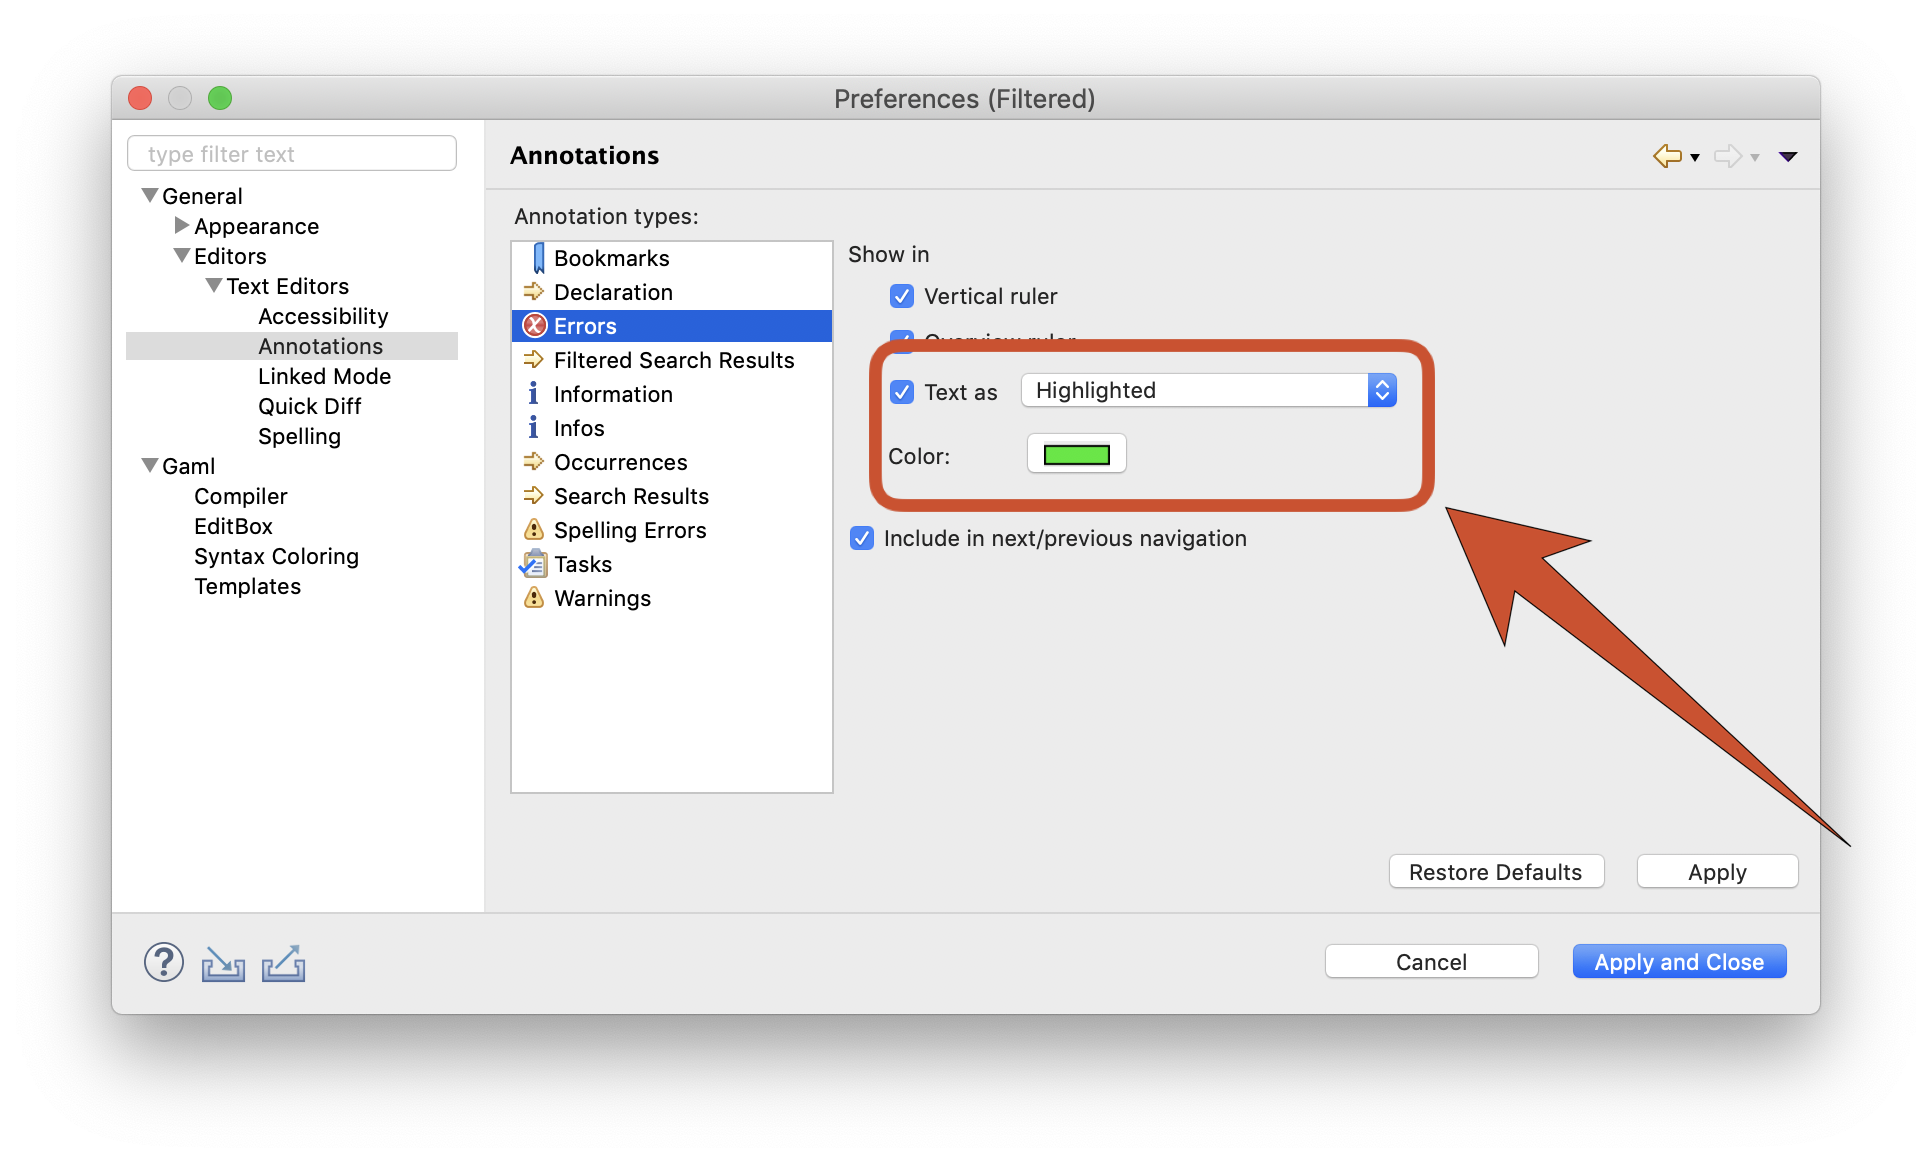 Preferences (Filtered)
type filter text
General
Appearance
Editors
Text Editors
Accessibility
Annotations
Linked Mode
Quick Diff
Spelling
Gaml
Compiler
EditBox
Syntax Coloring
Templates
Annotations
Annotation types:
Bookmarks
Declaration
Errors
Filtered Search Results
Information
Infos
Occurrences
Search Results
Spelling Errors
Tasks
Warnings
Show in
Vertical ruler
Overview ruler
Text as
Highlighted
Color:
Include in next/previous navigation
Restore Defaults
Apply
Cancel
Apply and Close